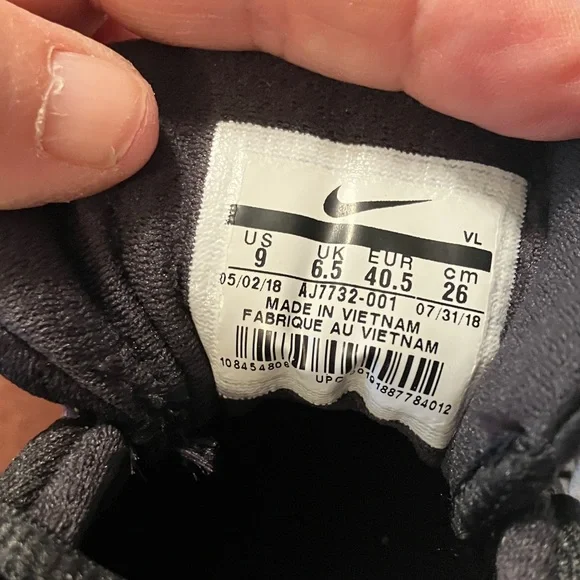 VL
US UK EUR cm
9 6.5 40.5 26
05/02/18 AJ7732-001 07/31/18
MADE IN VIETNAM
FABRIQUE AU VIETNAM
UPC